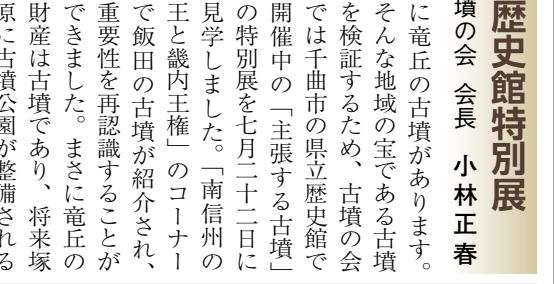 歴史館特別展
墳の会　会長　小林正春
に竜丘の古墳があります。
そんな地域の宝である古墳
を検証するため、古墳の会
では千曲市の県立歴史館で
開催中の「主張する古墳」
の特別展を七月二十二日に
見学しました。「南信州の
王と畿内王権」のコーナー
で飯田の古墳が紹介され、
重要性を再認識することが
できました。まさに竜丘の
財産は古墳であり、将来塚
原に古墳公園が整備される